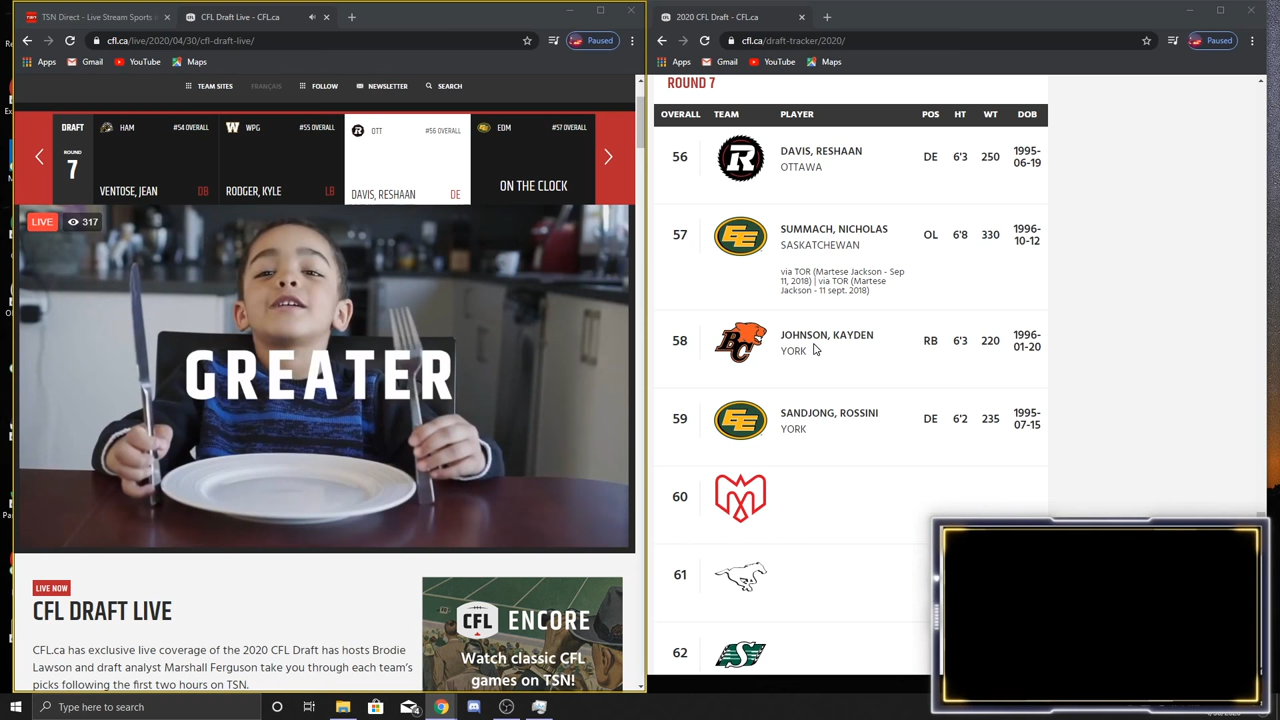 TSN Direct - Live Stream Sports
CFL Draft Live - CFL.ca
cfl.ca/live/2020/04/30/cfl-draft-live/
Paused
Apps
Gmail
YouTube
Maps
TEAM SITES
FRANÇAIS
FOLLOW
NEWSLETTER
SEARCH
DRAFT
ROUND
7
HAM
#54 OVERALL
VENTOSE, JEAN
DB
WPG
#55 OVERALL
RODGER, KYLE
LB
OTT
#56 OVERALL
DAVIS, RESHAAN
DE
EDM
#57 OVERALL
ON THE CLOCK
LIVE
317
GREATER
LIVE NOW
CFL DRAFT LIVE
CFL.ca has exclusive live coverage of the 2020 CFL Draft has hosts Brodie
Lawson and draft analyst Marshall Ferguson take you through each team's
picks following the first two hours on TSN.
CFL ENCORE
Watch classic CFL
games on TSN!
2020 CFL Draft - CFL.ca
cfl.ca/draft-tracker/2020/
Paused
Apps
Gmail
YouTube
Maps
ROUND 7
OVERALL TEAM PLAYER POS HT WT DOB
56 DAVIS, RESHAAN DE 6'3 250 1995-
06-19
OTTAWA
57 EE SUMMACH, NICHOLAS OL 6'8 330 1996-
10-12
SASKATCHEWAN
via TOR (Martese Jackson - Sep
11, 2018) | via TOR (Martese
Jackson - 11 sept. 2018)
58 BC JOHNSON, KAYDEN RB 6'3 220 1996-
01-20
YORK
59 EE SANDJONG, ROSSINI DE 6'2 235 1995-
07-15
YORK
60
61
62 S
Type here to search